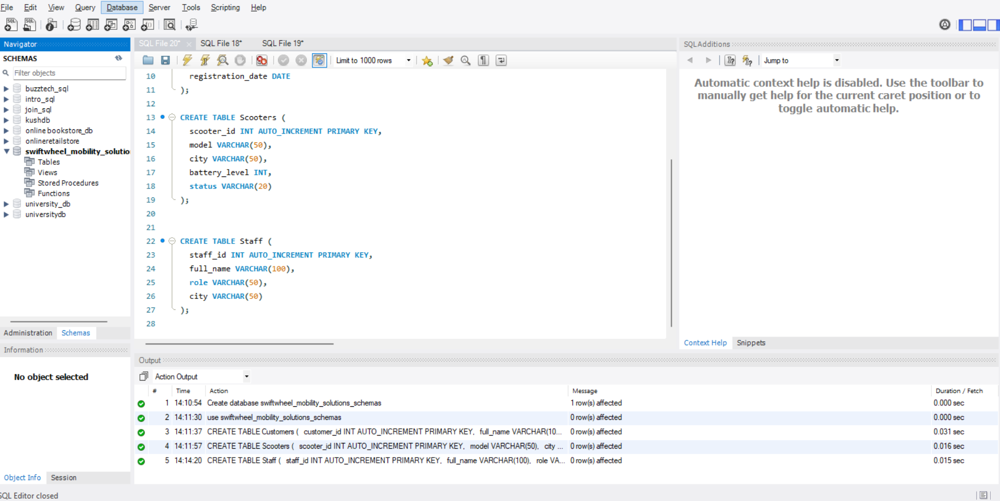 File Edit View Query Database Server Tools Scripting Help
Navigator
SCHEMAS
Filter objects
buzztech_sql
intro_sql
join_sql
kushdb
online bookstore_db
onlineretailstore
swiftwheel_mobility_solutio
Tables
Views
Stored Procedures
Functions
university_db
universitydb
Administration Schemas
Information
No object selected
Object Info Session
SQL File 20* SQL File 18* SQL File 19*
Limit to 1000 rows
10 registration_date DATE
11 );
12
13 CREATE TABLE Scooters (
14 scooter_id INT AUTO_INCREMENT PRIMARY KEY,
15 model VARCHAR(50),
16 city VARCHAR(50),
17 battery_level INT,
18 status VARCHAR(20)
19 );
20
21
22 CREATE TABLE Staff (
23 staff_id INT AUTO_INCREMENT PRIMARY KEY,
24 full_name VARCHAR(100),
25 role VARCHAR(50),
26 city VARCHAR(50)
27 );
28
SQLAdditions
Jump to
Automatic context help is disabled. Use the toolbar to
manually get help for the current caret position or to
toggle automatic help.
Context Help Snippets
Output
Action Output
# Time Action Message Duration / Fetch
1 14:10:54 Create database swiftwheel_mobility_solutions_schemas 1 row(s) affected 0.000 sec
2 14:11:30 use swiftwheel_mobility_solutions_schemas 0 row(s) affected 0.000 sec
3 14:11:37 CREATE TABLE Customers ( customer_id INT AUTO_INCREMENT PRIMARY KEY, full_name VARCHAR(10... 0 row(s) affected 0.031 sec
4 14:11:57 CREATE TABLE Scooters ( scooter_id INT AUTO_INCREMENT PRIMARY KEY, model VARCHAR(50), city ... 0 row(s) affected 0.016 sec
5 14:14:20 CREATE TABLE Staff ( staff_id INT AUTO_INCREMENT PRIMARY KEY, full_name VARCHAR(100), role VA... 0 row(s) affected 0.015 sec
SQL Editor closed